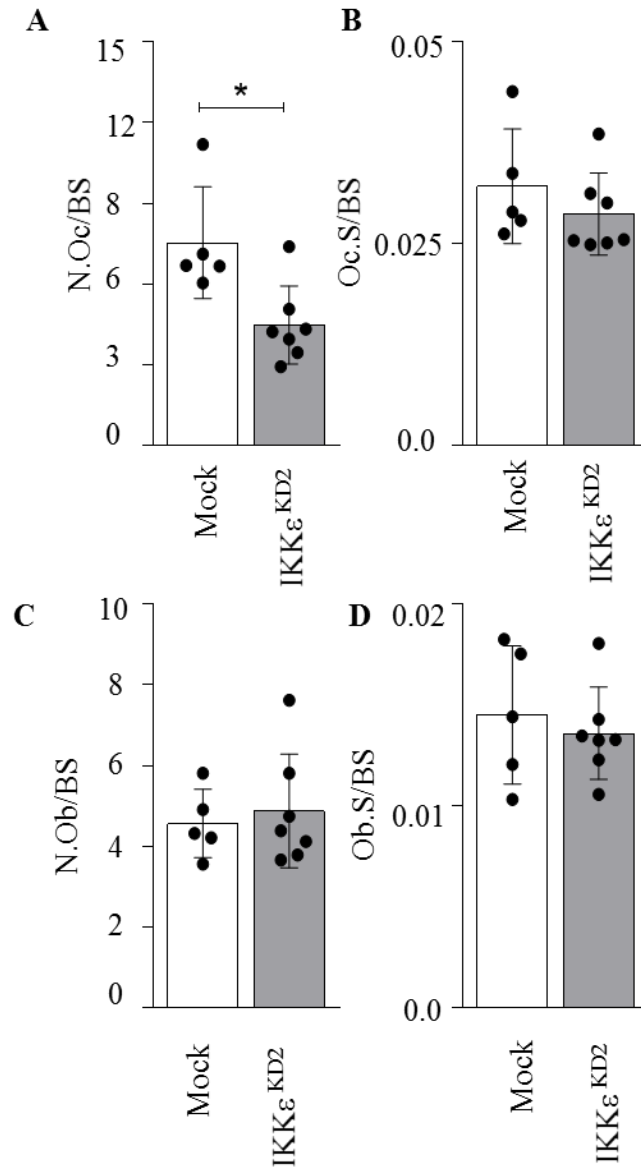 A
15
12
8
6
3
0
N.Oc/BS
*
Mock
IKKε^KD2
B
0.05
0.025
0.0
Oc.S/BS
Mock
IKKε^KD2
C
10
8
6
4
2
0
N.Ob/BS
Mock
IKKε^KD2
D
0.02
0.01
0.0
Ob.S/BS
Mock
IKKε^KD2